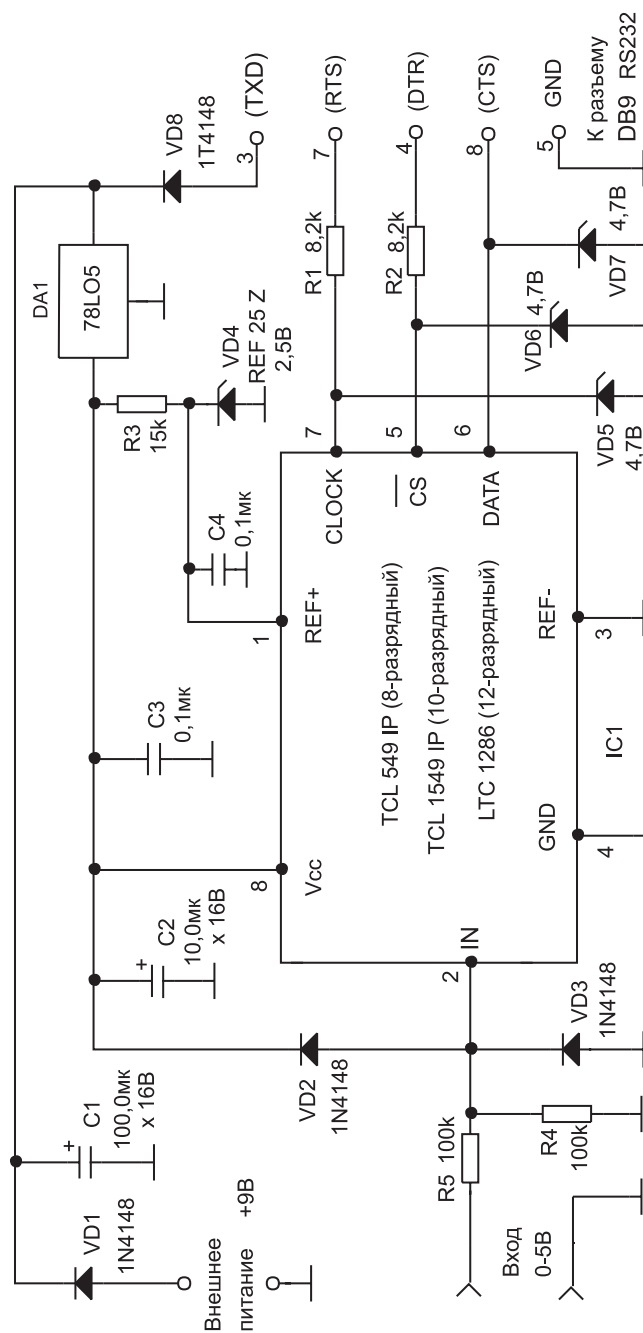 VD1
1N4148
+9В
Внешнее
питание
+
C1
100,0мк
х 16В
+
C2
10,0мк
х 16В
C3
0,1мк
C4
0,1мк
R3
15k
DA1
78LO5
VD4
REF 25 Z
2,5В
VD8
1T4148
3
(TXD)
VD2
1N4148
8
Vcc
1
REF+
TCL 549 IP (8-разрядный)
TCL 1549 IP (10-разрядный)
LTC 1286 (12-разрядный)
7
CLOCK
5
CS
6
DATA
2
IN
GND
4
REF-
3
IC1
R1
8,2k
7
(RTS)
R2
8,2k
4
(DTR)
8
(CTS)
5
GND
К разъему
DB9 RS232
VD5
4,7В
VD6
4,7В
VD7
4,7В
R5 100k
R4
100k
VD3
1N4148
Вход
0-5В